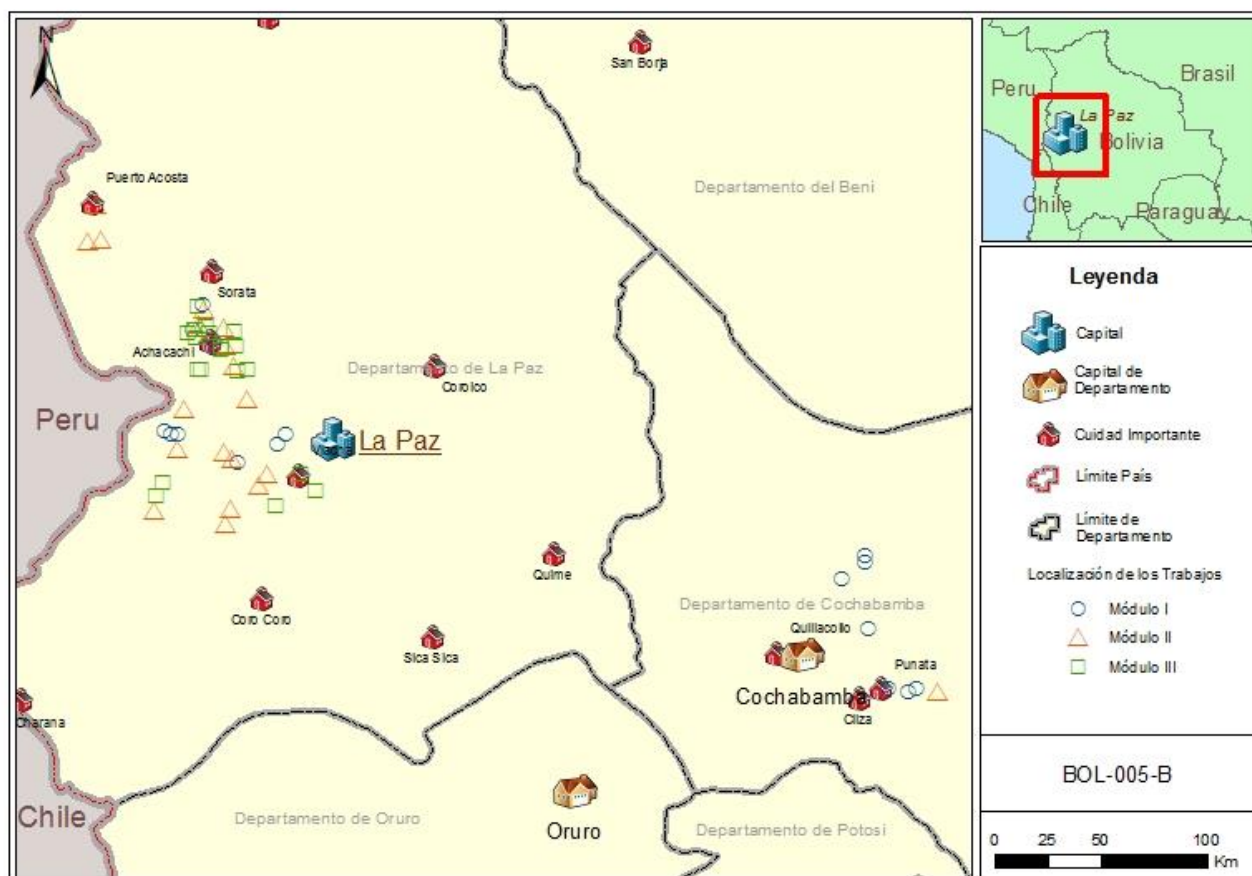 N
San Borja
Puerto Acosta
Departamento del Beni
Sorata
Achacachi
Departamento de La Paz
Coroico
Peru
La Paz
Quime
Departamento de Cochabamba
Coro Coro
Quillacollo
Sica Sica
Punata
Cochabamba
Cliza
Charana
Chile
Departamento de Oruro
Oruro
Departamento de Potosi
Peru
Brasil
La Paz
Bolivia
Chile
Paraguay
Leyenda
Capital
Capital de
Departamento
Cuidad Importante
Límite País
Límite de
Departamento
Localización de los Trabajos
Módulo I
Módulo II
Módulo III
BOL-005-B
0 25 50 100
Km